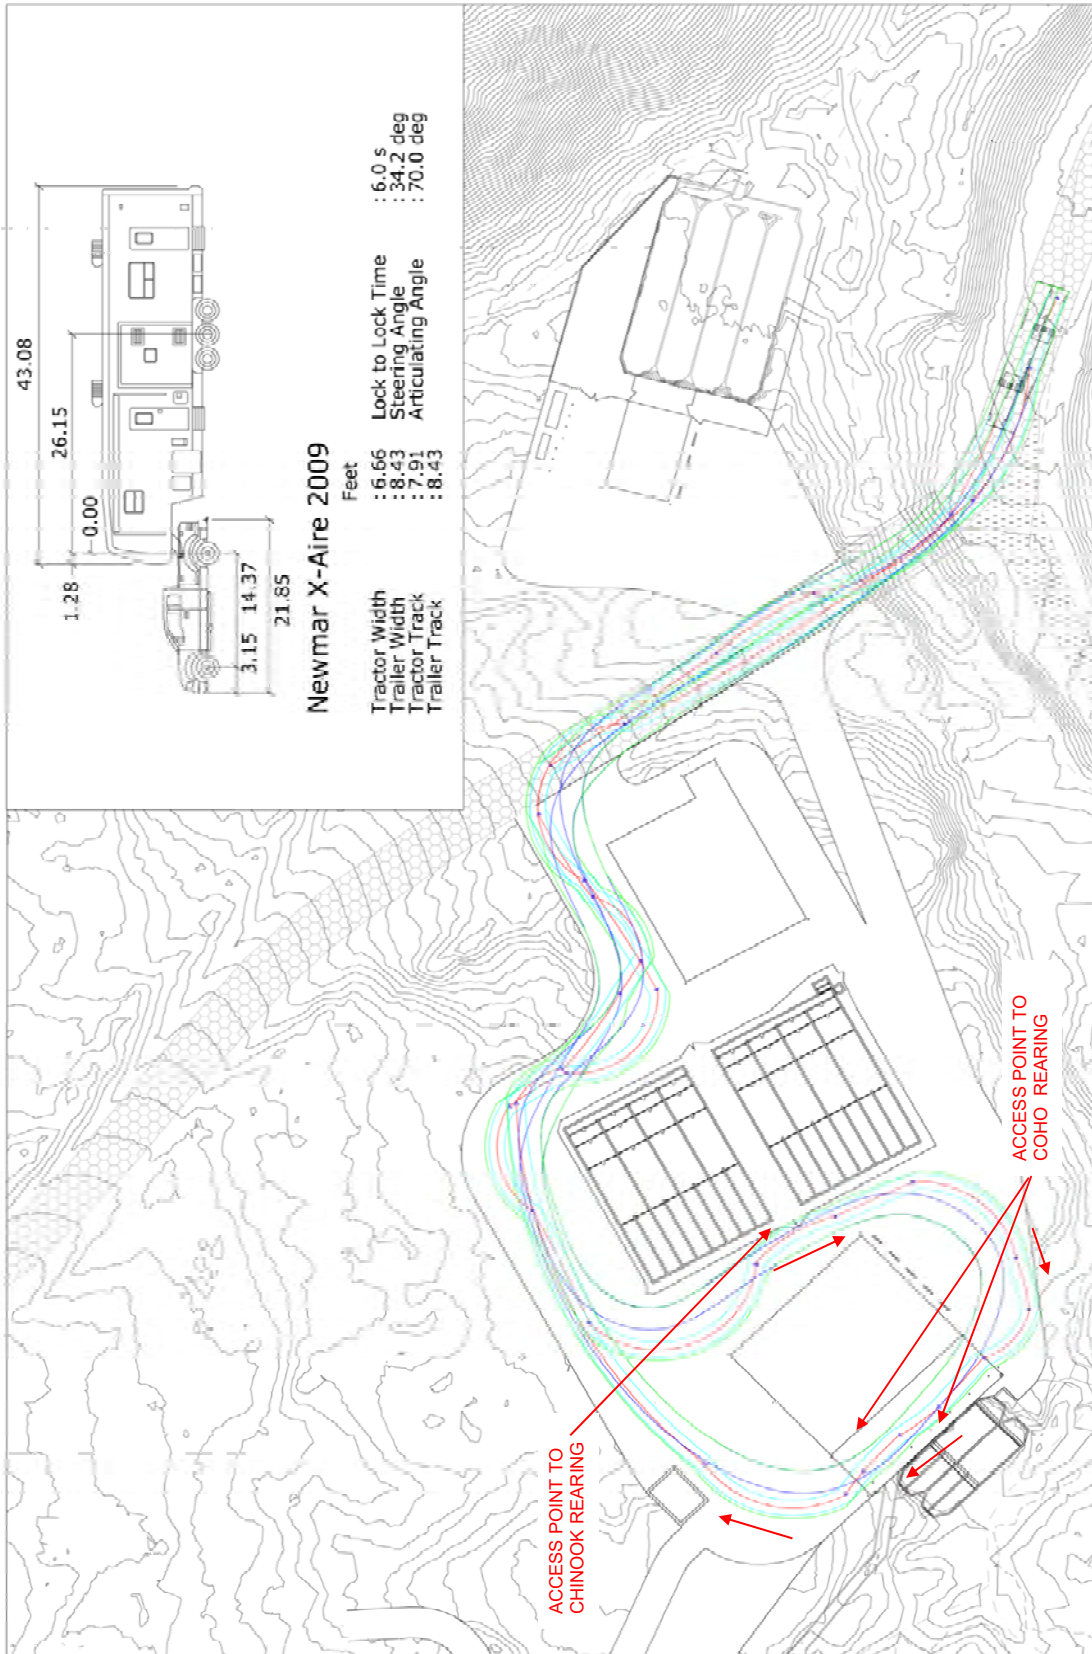 43.08
26.15
1.28
0.00
3.15 14.37
21.85
Newmar X-Aire 2009
Feet
Tractor Width : 6.66 Lock to Lock Time : 6.0 s
Trailer Width : 8.43 Steering Angle : 34.2 deg
Tractor Track : 7.91 Articulating Angle : 70.0 deg
Trailer Track : 8.43
ACCESS POINT TO
COHO REARING
ACCESS POINT TO
CHINOOK REARING